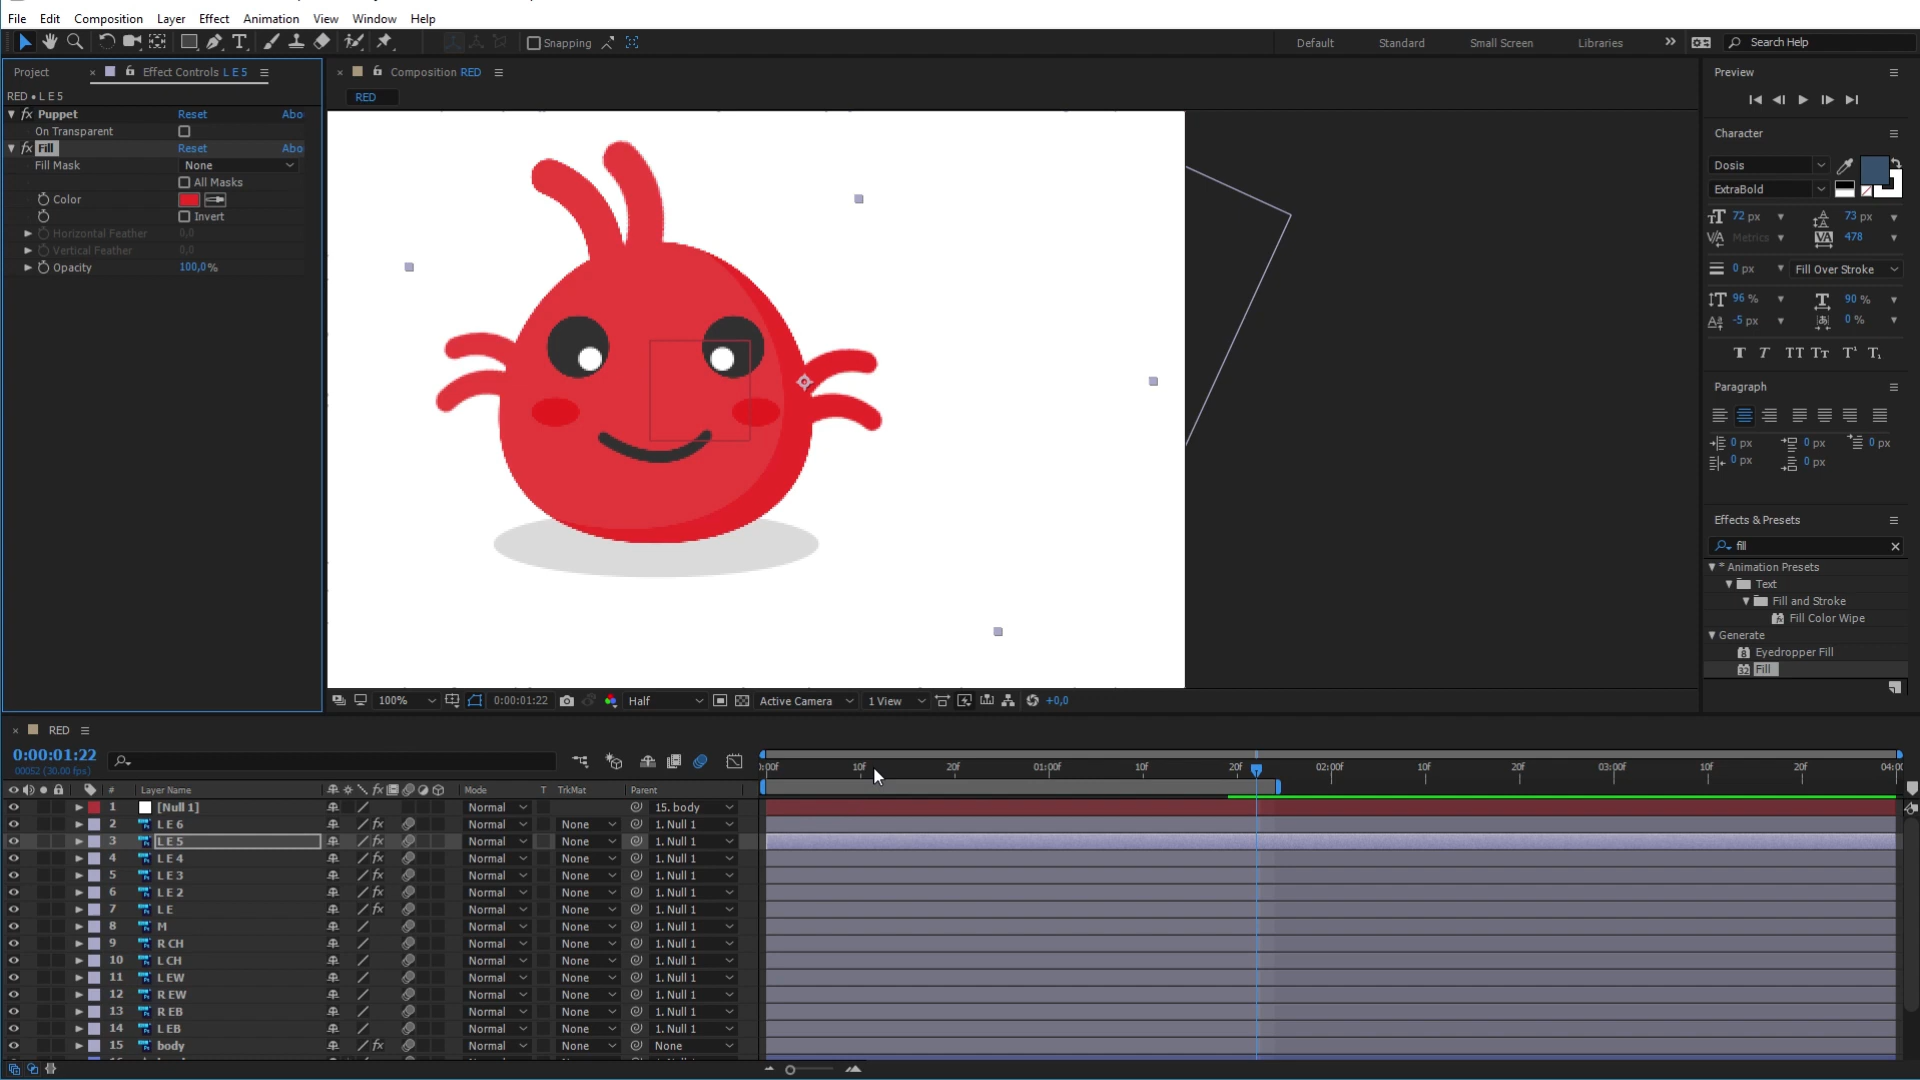 File Edit Composition Layer Effect Animation View Window Help
Snapping
Default Standard Small Screen Libraries Search Help
Project Effect Controls L E 5
RED • L E 5
fx Puppet Reset Abo
On Transparent
fx Fill Reset Abo
Fill Mask None
All Masks
Color
Invert
Horizontal Feather 0,0
Vertical Feather 0,0
Opacity 100,0%
Composition RED
RED
100% 0:00:01:22 Half Active Camera 1 View +0,0
Preview
Character
Dosis
ExtraBold
72 px 73 px
Metrics 478
0 px Fill Over Stroke
96 % 90 %
-5 px 0 %
T T TT Tt T¹ T₁
Paragraph
0 px 0 px 0 px
0 px 0 px
Effects & Presets
fill
* Animation Presets
Text
Fill and Stroke
Fill Color Wipe
Generate
Eyedropper Fill
Fill
RED
0:00:01:22
00052 (30.00 fps)
:00f 10f 20f 01:00f 10f 20f 02:00f 10f 20f 03:00f 10f 20f 04:0
# Layer Name Mode T TrkMat Parent
1 [Null 1] Normal 15. body
2 L E 6 Normal None 1. Null 1
3 L E 5 Normal None 1. Null 1
4 L E 4 Normal None 1. Null 1
5 L E 3 Normal None 1. Null 1
6 L E 2 Normal None 1. Null 1
7 L E Normal None 1. Null 1
8 M Normal None 1. Null 1
9 R CH Normal None 1. Null 1
10 L CH Normal None 1. Null 1
11 L EW Normal None 1. Null 1
12 R EW Normal None 1. Null 1
13 R EB Normal None 1. Null 1
14 L EB Normal None 1. Null 1
15 body Normal None None